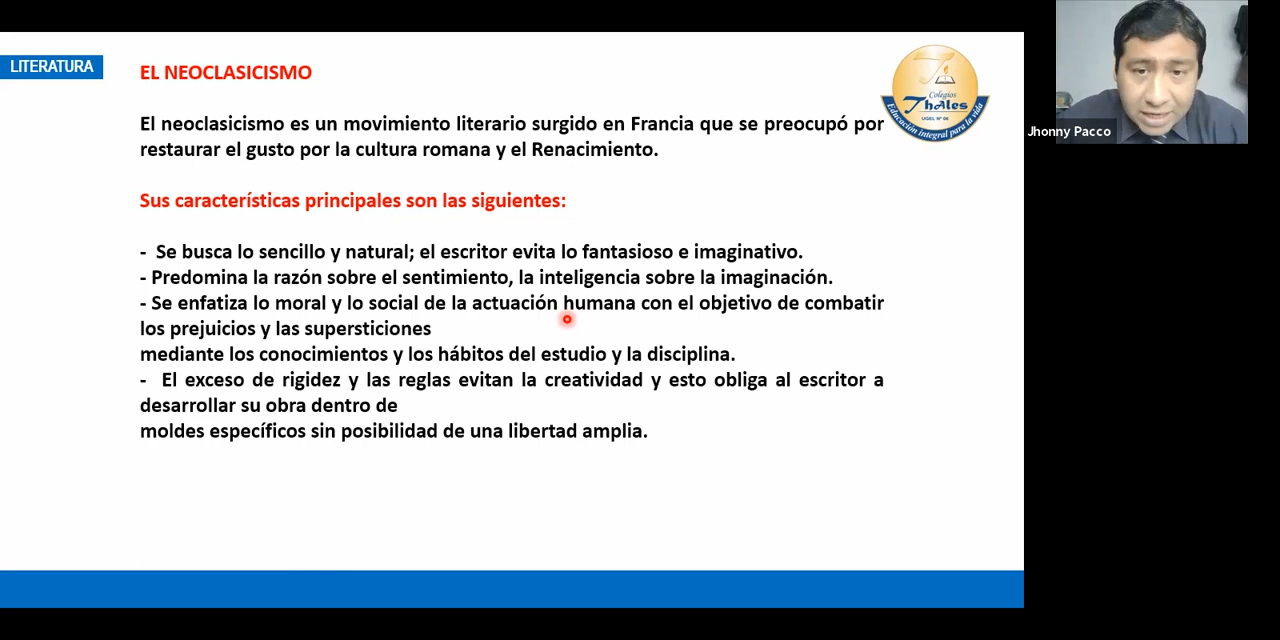 LITERATURA
EL NEOCLASICISMO
Colegios
Thales
UGEL Nº 06
Educación integral para la vida
Jhonny Pacco
El neoclasicismo es un movimiento literario surgido en Francia que se preocupó por
restaurar el gusto por la cultura romana y el Renacimiento.
Sus características principales son las siguientes:
- Se busca lo sencillo y natural; el escritor evita lo fantasioso e imaginativo.
- Predomina la razón sobre el sentimiento, la inteligencia sobre la imaginación.
- Se enfatiza lo moral y lo social de la actuación humana con el objetivo de combatir
los prejuicios y las supersticiones
mediante los conocimientos y los hábitos del estudio y la disciplina.
- El exceso de rigidez y las reglas evitan la creatividad y esto obliga al escritor a
desarrollar su obra dentro de
moldes específicos sin posibilidad de una libertad amplia.